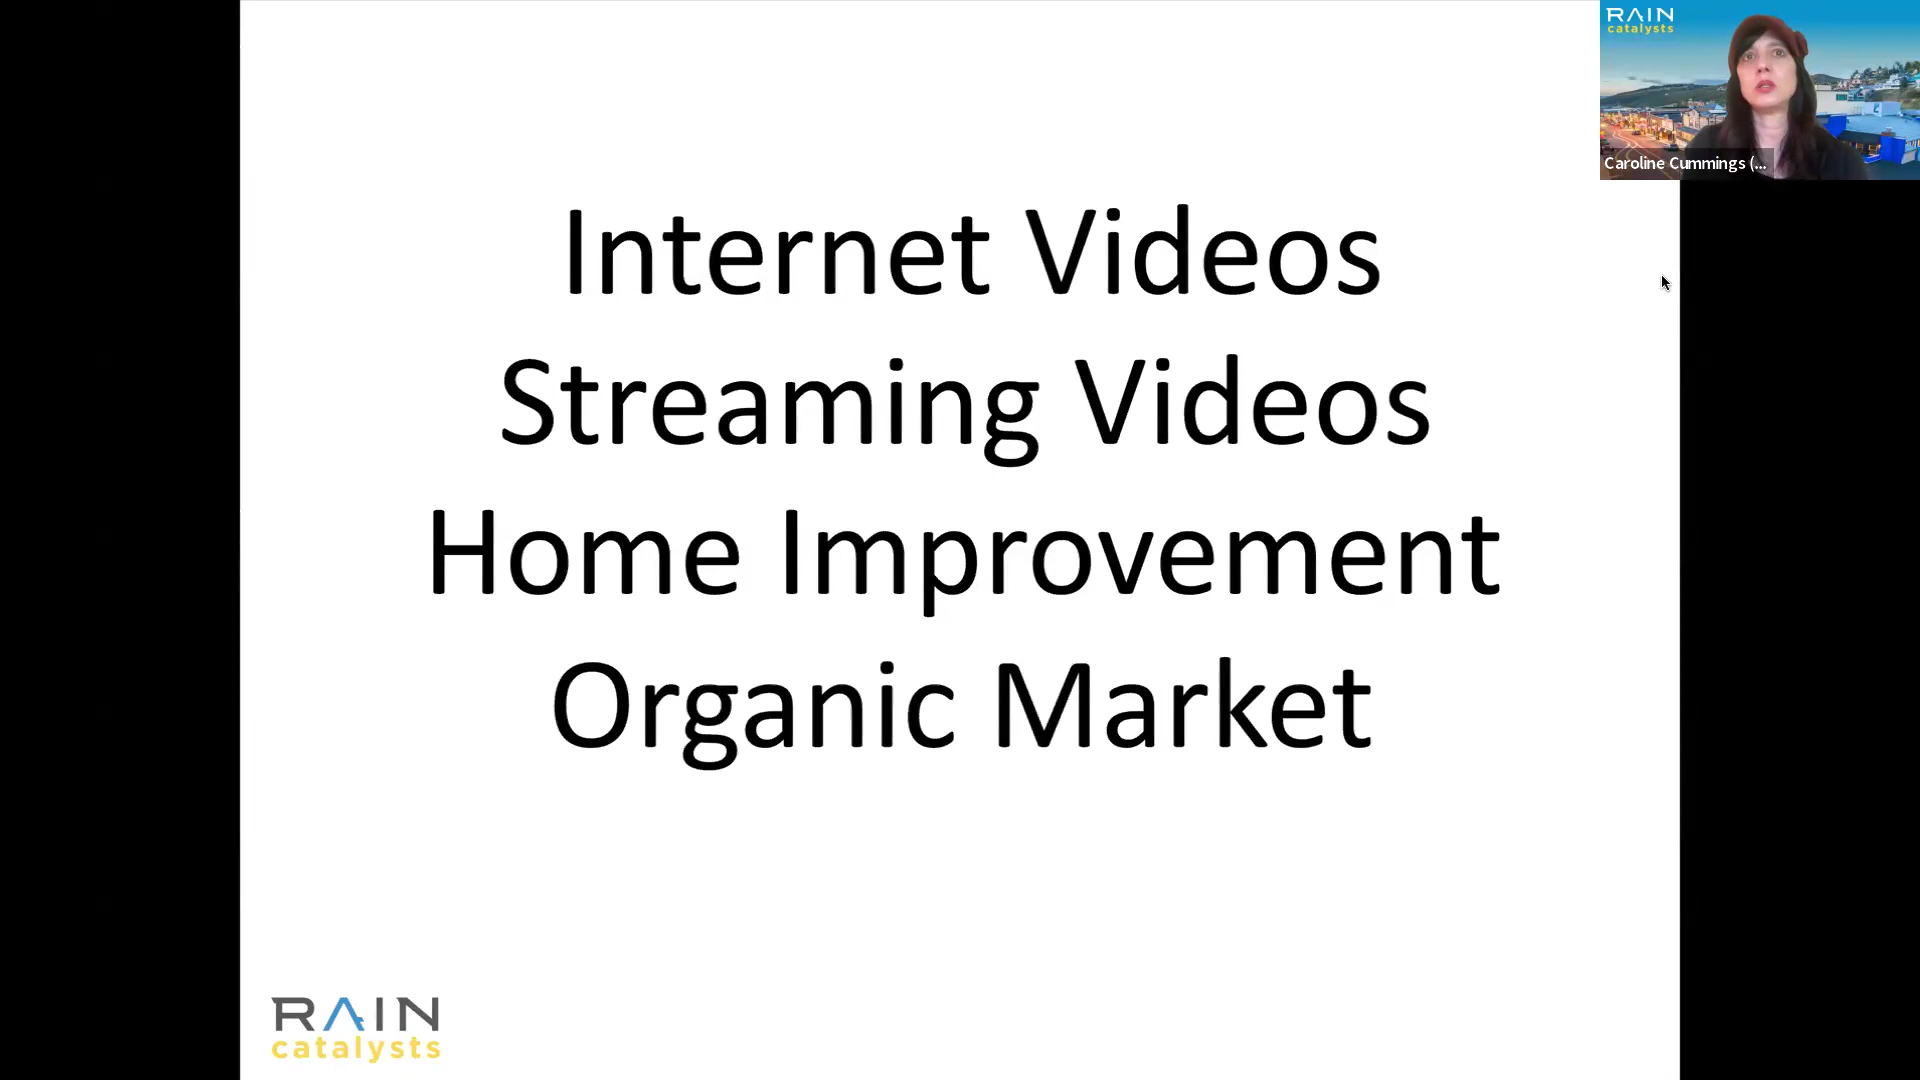 RAIN
catalysts
Caroline Cummings (...
Internet Videos
Streaming Videos
Home Improvement
Organic Market
RAIN
catalysts